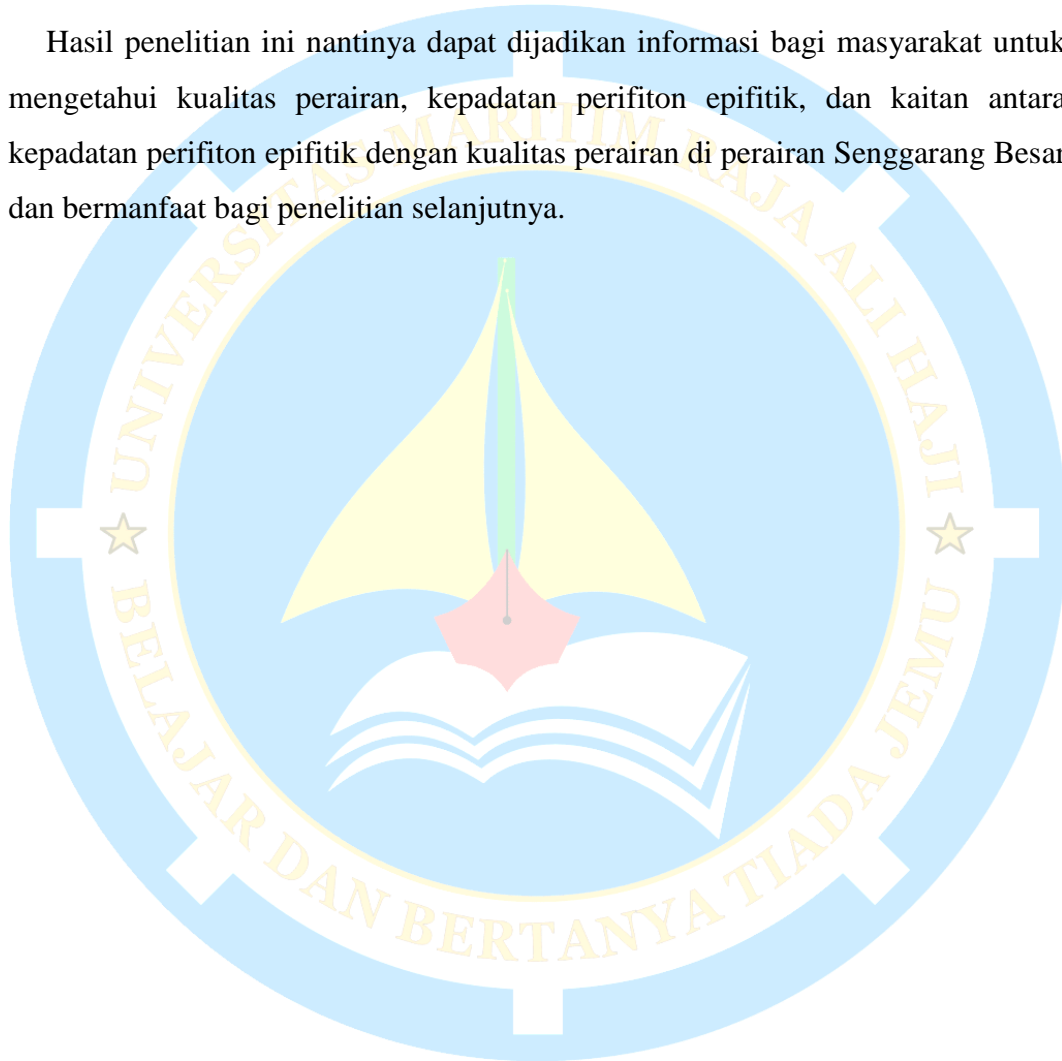 Hasil penelitian ini nantinya dapat dijadikan informasi bagi masyarakat untuk
mengetahui kualitas perairan, kepadatan perifiton epifitik, dan kaitan antara
kepadatan perifiton epifitik dengan kualitas perairan di perairan Senggarang Besar
dan bermanfaat bagi penelitian selanjutnya.
UNIVERSITAS MARITIM RAJA ALI HAJI
BELAJAR DAN BERTANYA TIADA JEMU